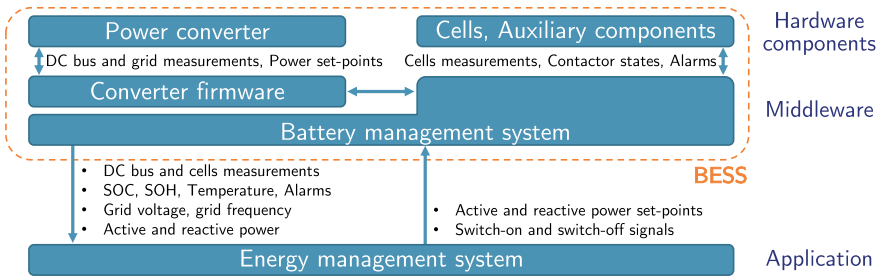 Power converter
Cells, Auxiliary components
Hardware
components
DC bus and grid measurements, Power set-points
Cells measurements, Contactor states, Alarms
Converter firmware
Battery management system
Middleware
BESS
• DC bus and cells measurements
• SOC, SOH, Temperature, Alarms
• Grid voltage, grid frequency
• Active and reactive power
• Active and reactive power set-points
• Switch-on and switch-off signals
Energy management system
Application